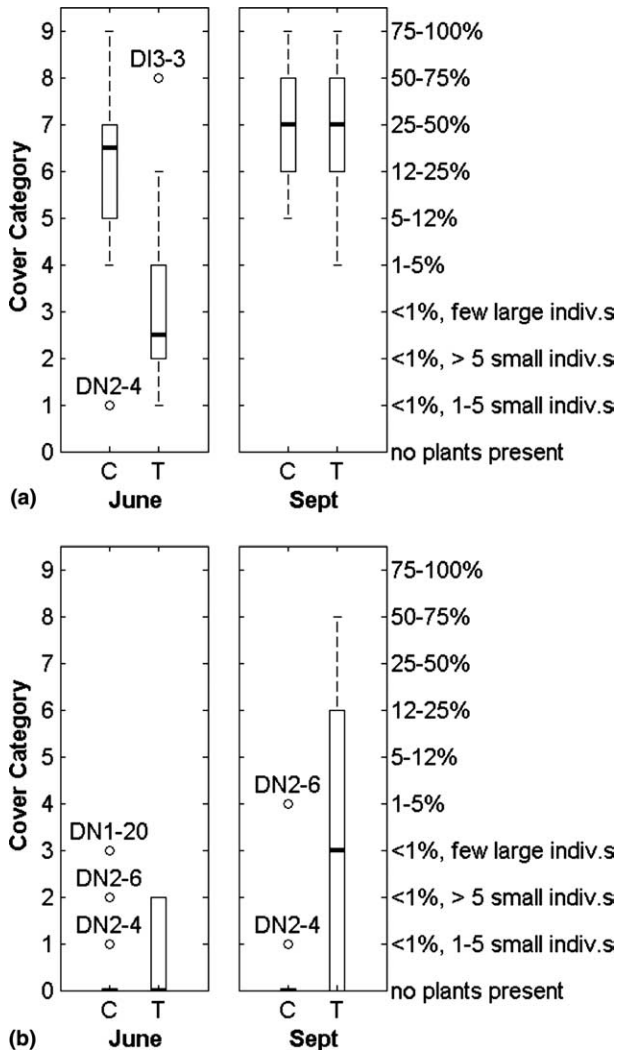 9 75-100%
DI3-3
8 50-75%
7 25-50%
6 12-25%
5 5-12%
4 1-5%
3 <1%, few large indiv.s
2 <1%, > 5 small indiv.s
DN2-4
1 <1%, 1-5 small indiv.s
0 no plants present
Cover Category
C T C T
(a) June Sept
9 75-100%
8 50-75%
7 25-50%
6 12-25%
5 5-12%
DN2-6
4 1-5%
DN1-20
3 <1%, few large indiv.s
DN2-6
2 <1%, > 5 small indiv.s
DN2-4 DN2-4
1 <1%, 1-5 small indiv.s
0 no plants present
Cover Category
C T C T
(b) June Sept